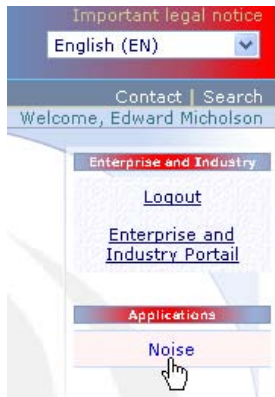 Important legal notice
English (EN)
Contact | Search
Welcome, Edward Micholson
Enterprise and Industry
Logout
Enterprise and
Industry Portail
Applications
Noise